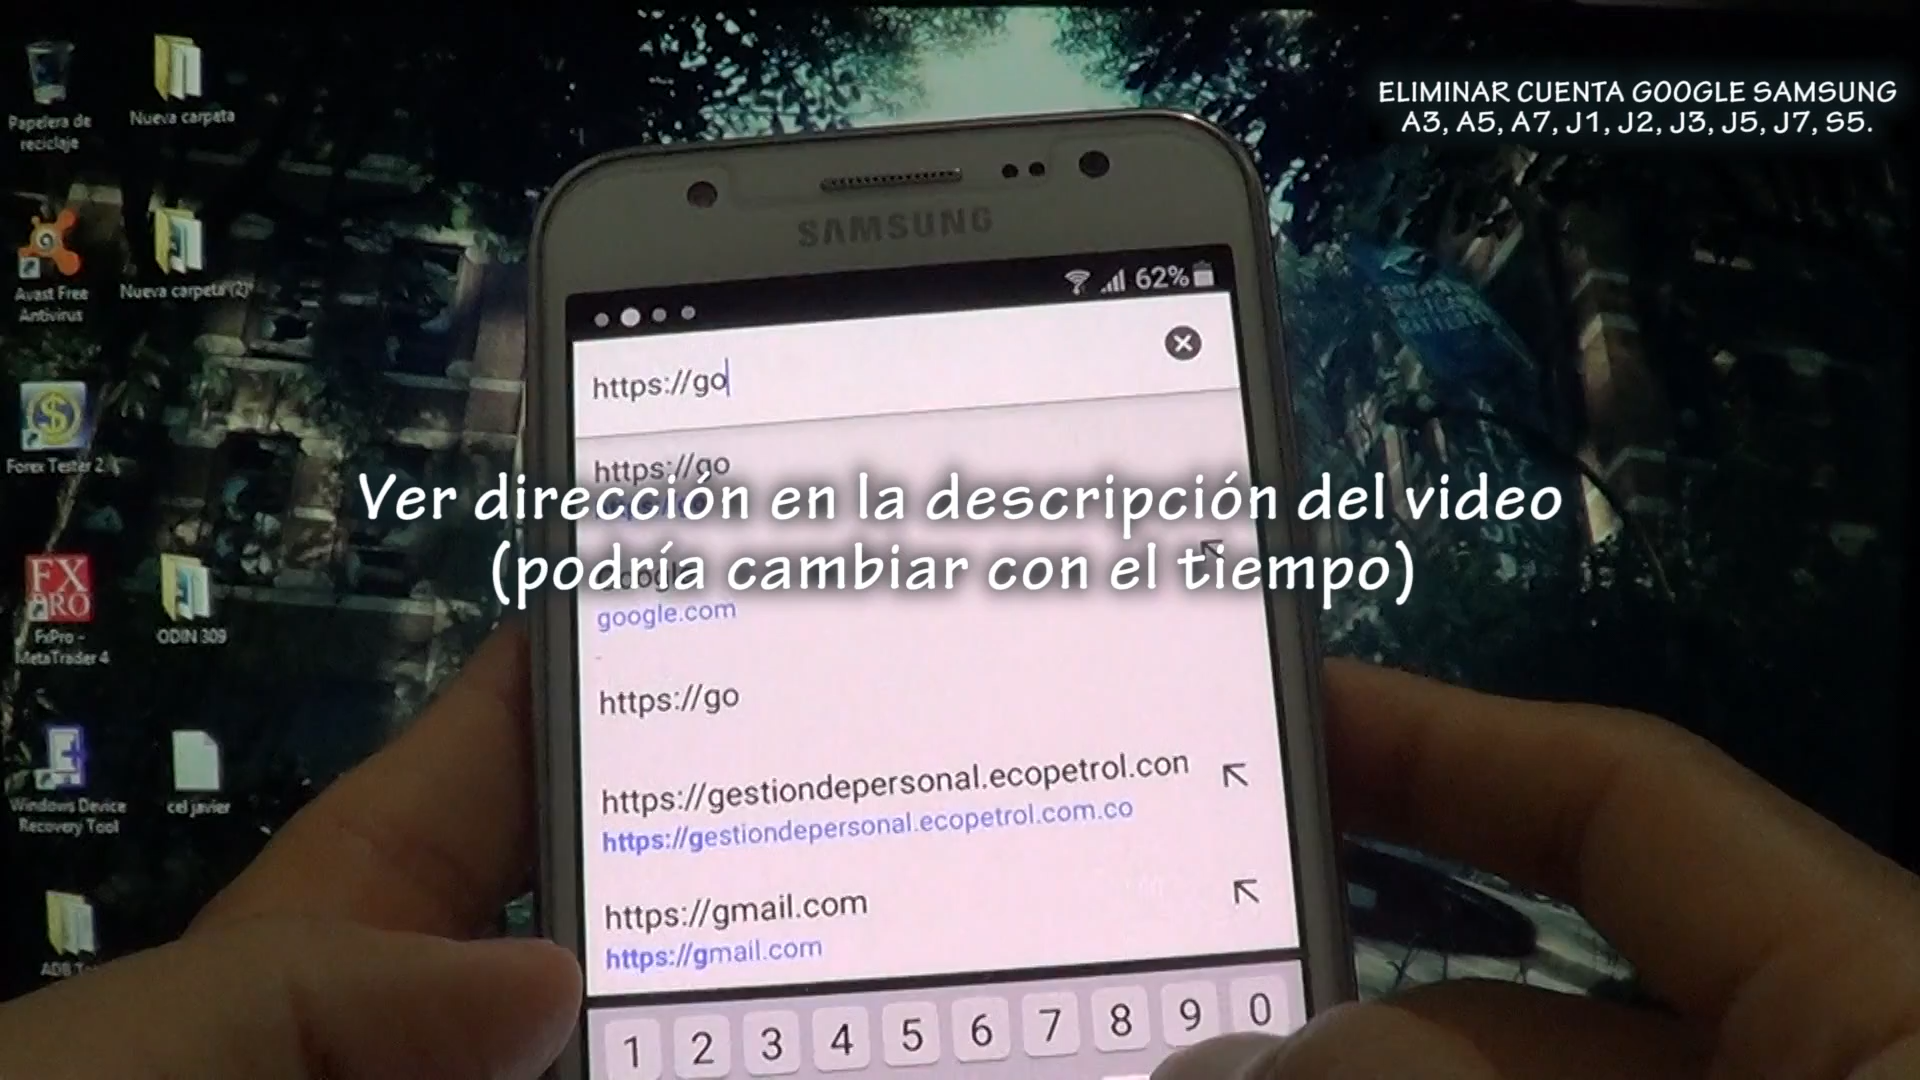 ELIMINAR CUENTA GOOGLE SAMSUNG
A3, A5, A7, J1, J2, J3, J5, J7, S5.
Papelera de
reciclaje
Nueva carpeta
Avast Free
Antivirus
Nueva carpeta (2)
Forex Tester 2
FX
PRO
FxPro -
MetaTrader 4
ODIN 309
Windows Device
Recovery Tool
cel javier
ADB
SAMSUNG
62%
https://go
https://go
Ver dirección en la descripción del video
(podría cambiar con el tiempo)
google.com
https://go
https://gestiondepersonal.ecopetrol.con
https://gestiondepersonal.ecopetrol.com.co
https://gmail.com
https://gmail.com
1 2 3 4 5 6 7 8 9 0